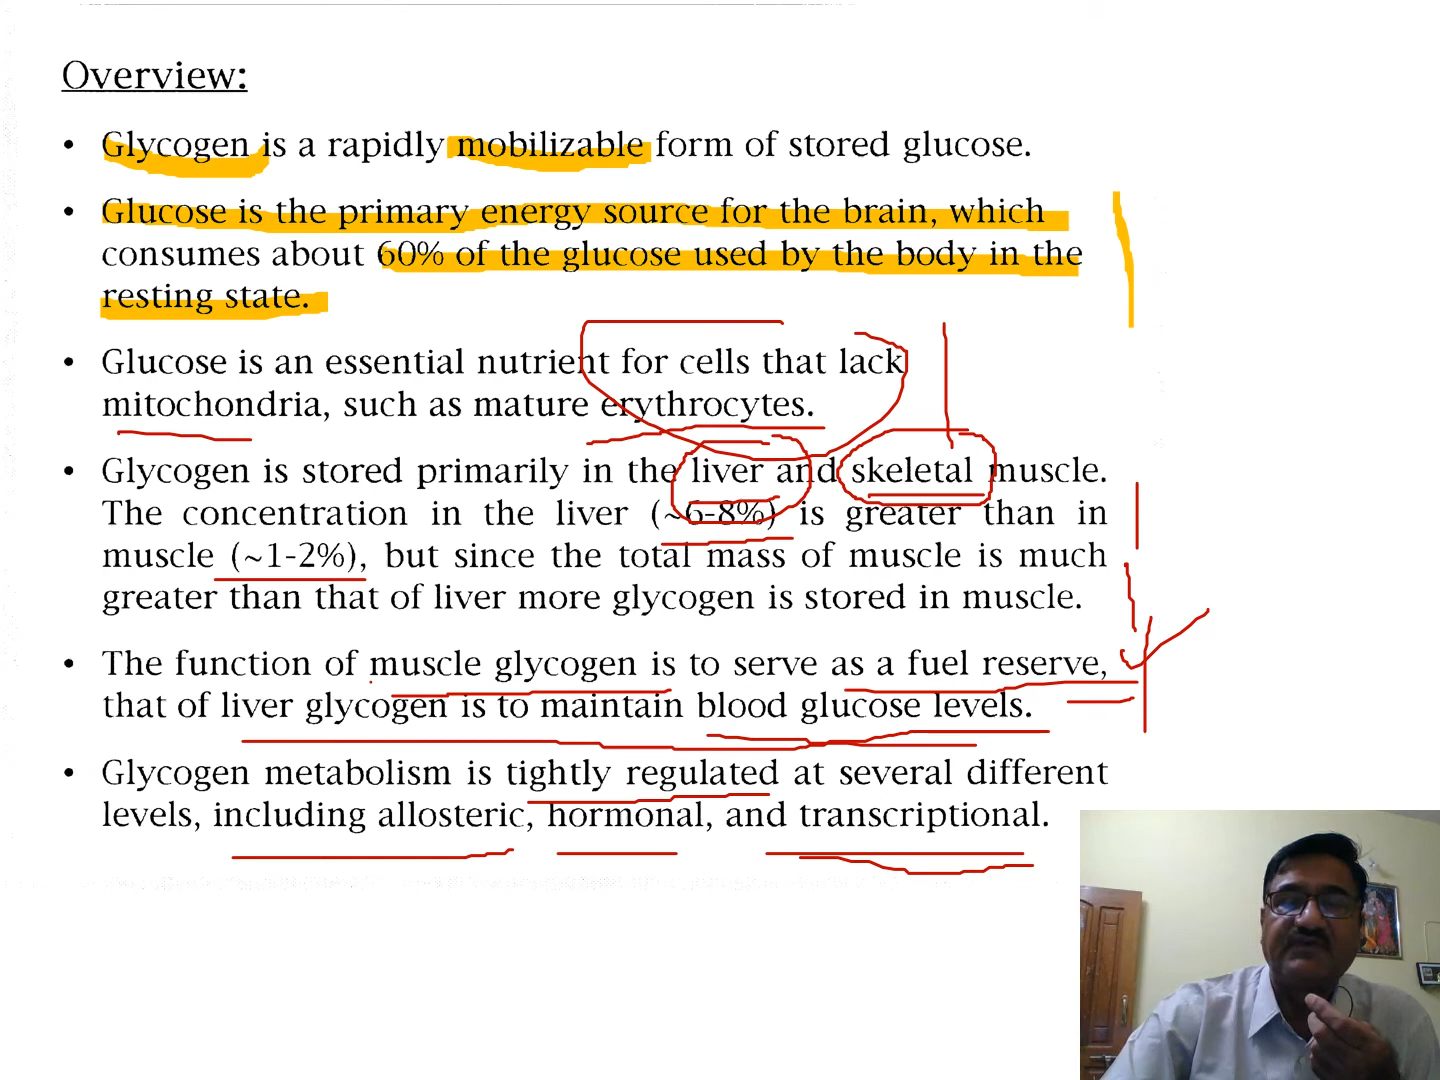 Overview:
• Glycogen is a rapidly mobilizable form of stored glucose.
• Glucose is the primary energy source for the brain, which
consumes about 60% of the glucose used by the body in the
resting state.
• Glucose is an essential nutrient for cells that lack
mitochondria, such as mature erythrocytes.
• Glycogen is stored primarily in the liver and skeletal muscle.
The concentration in the liver (~6-8%) is greater than in
muscle (~1-2%), but since the total mass of muscle is much
greater than that of liver more glycogen is stored in muscle.
• The function of muscle glycogen is to serve as a fuel reserve,
that of liver glycogen is to maintain blood glucose levels.
• Glycogen metabolism is tightly regulated at several different
levels, including allosteric, hormonal, and transcriptional.